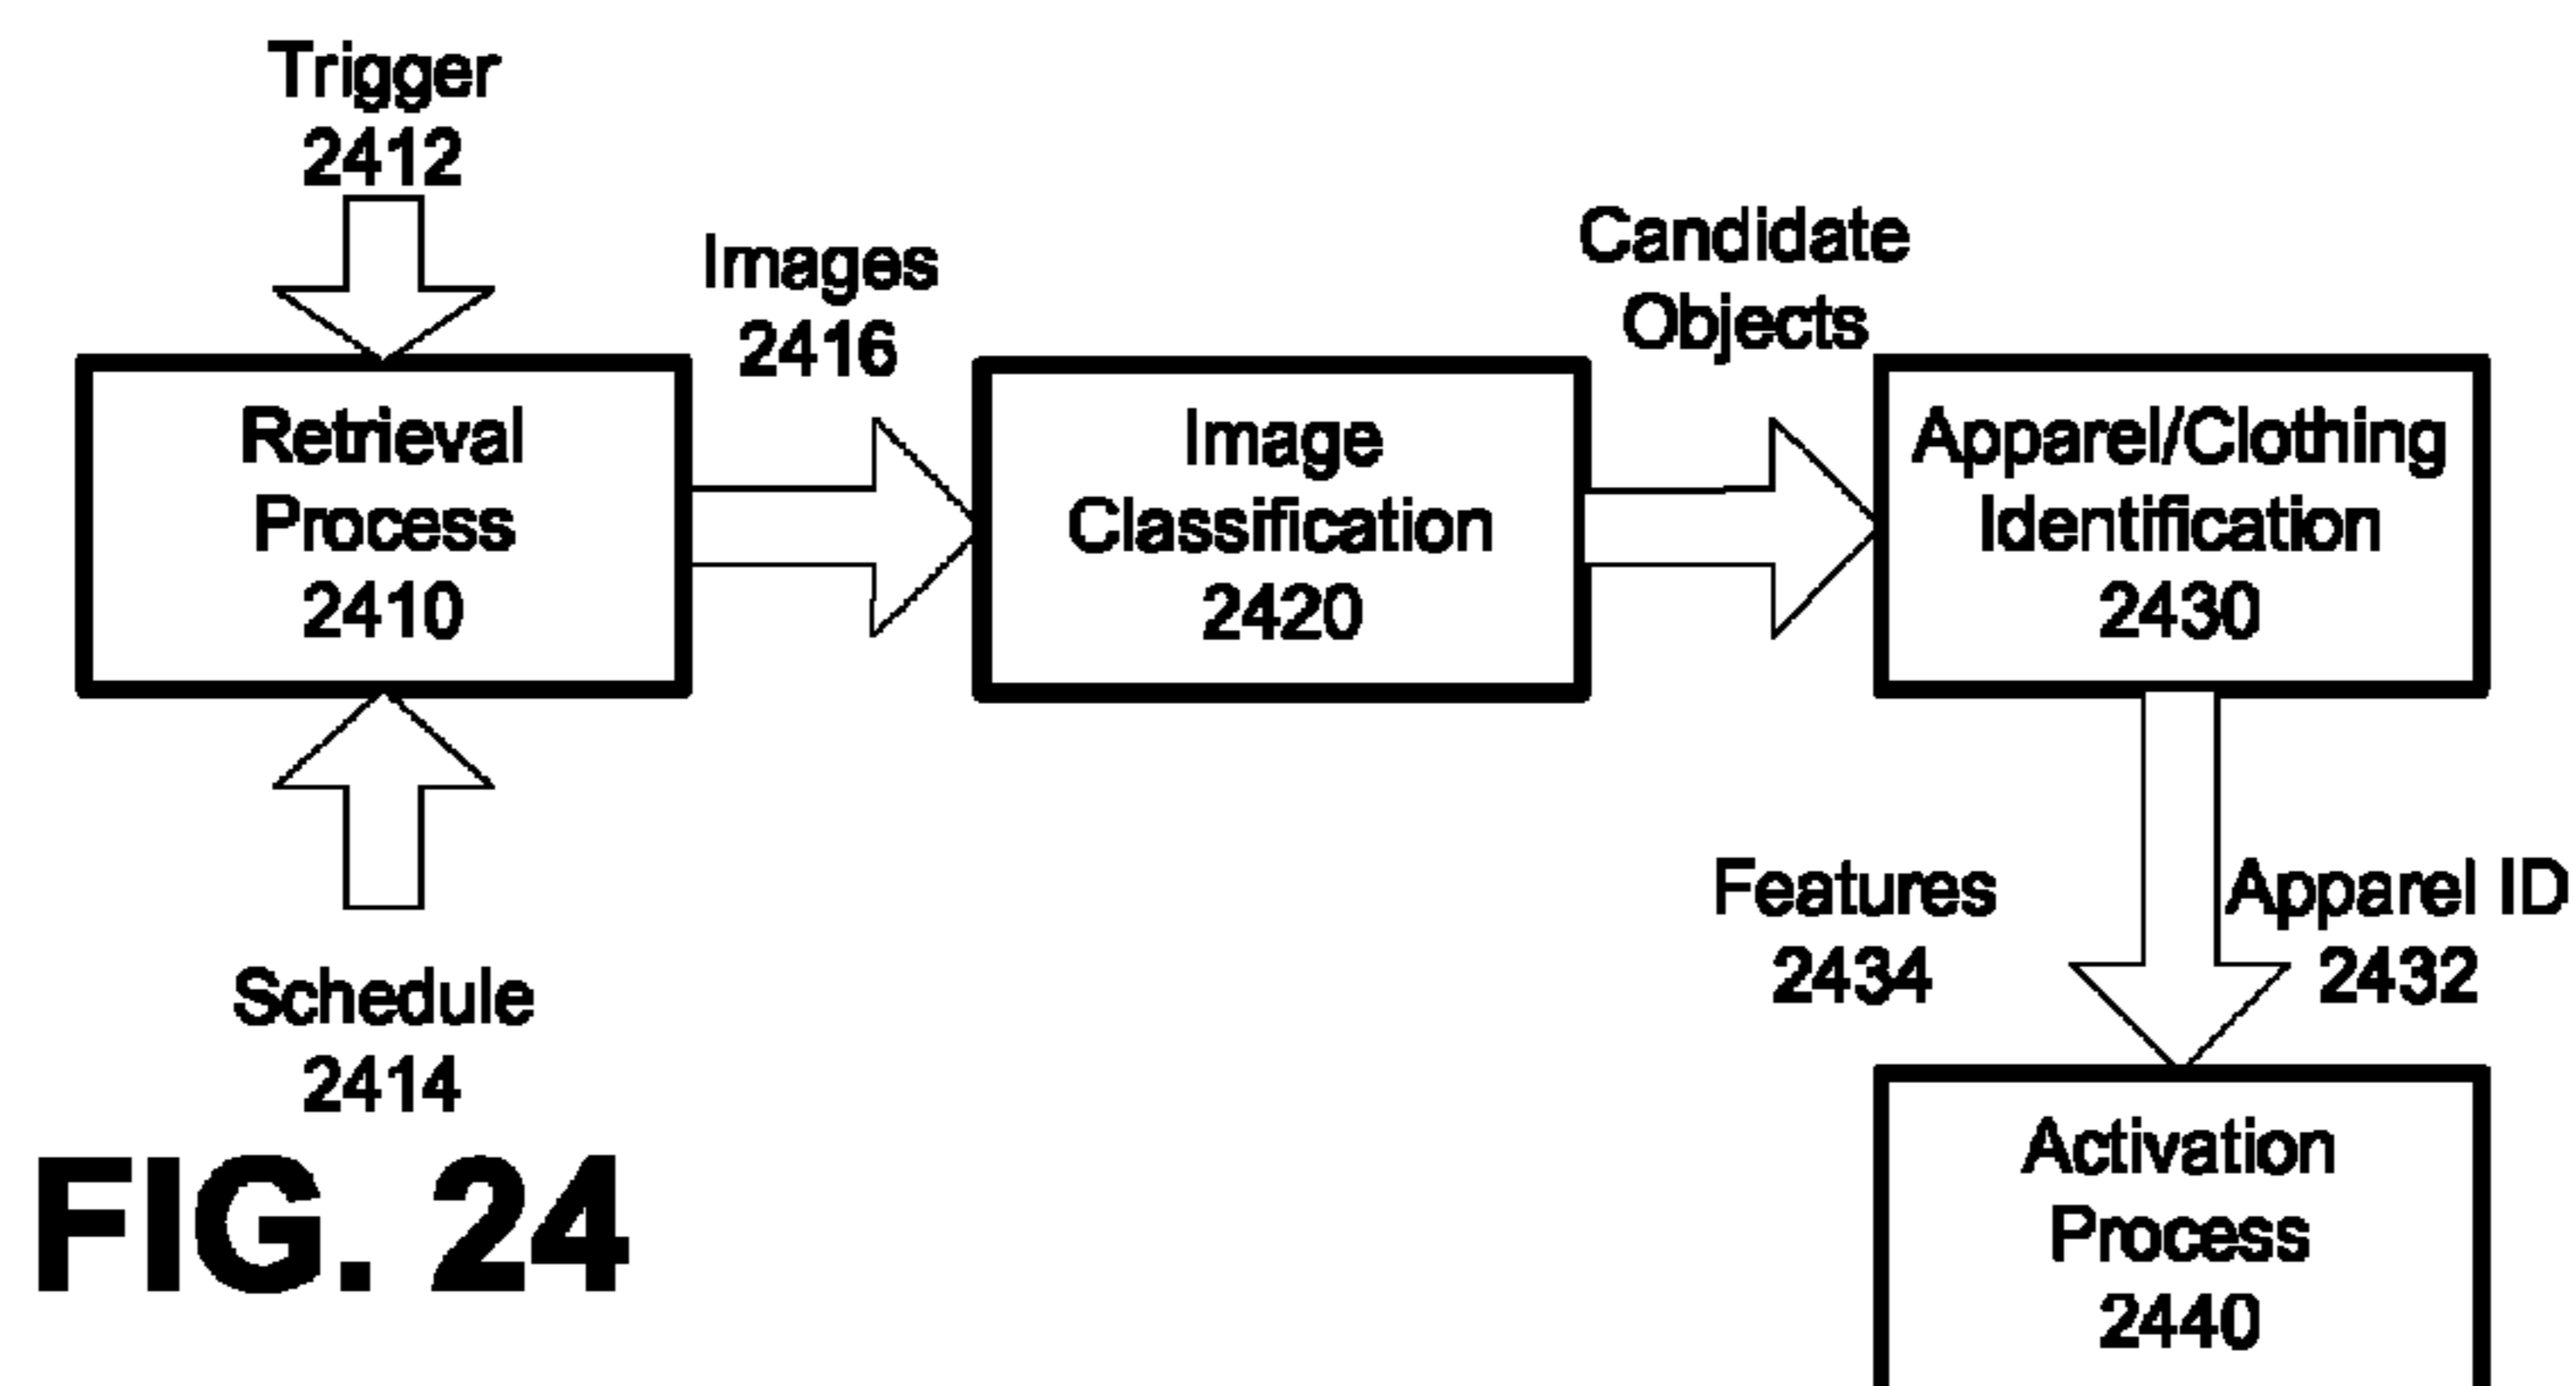 Trigger
2412
Images
2416
Candidate
Objects
Retrieval
Process
2410
Image
Classification
2420
Apparel/Clothing
Identification
2430
Schedule
2414
Features
2434
Apparel ID
2432
Activation
Process
2440
FIG. 24